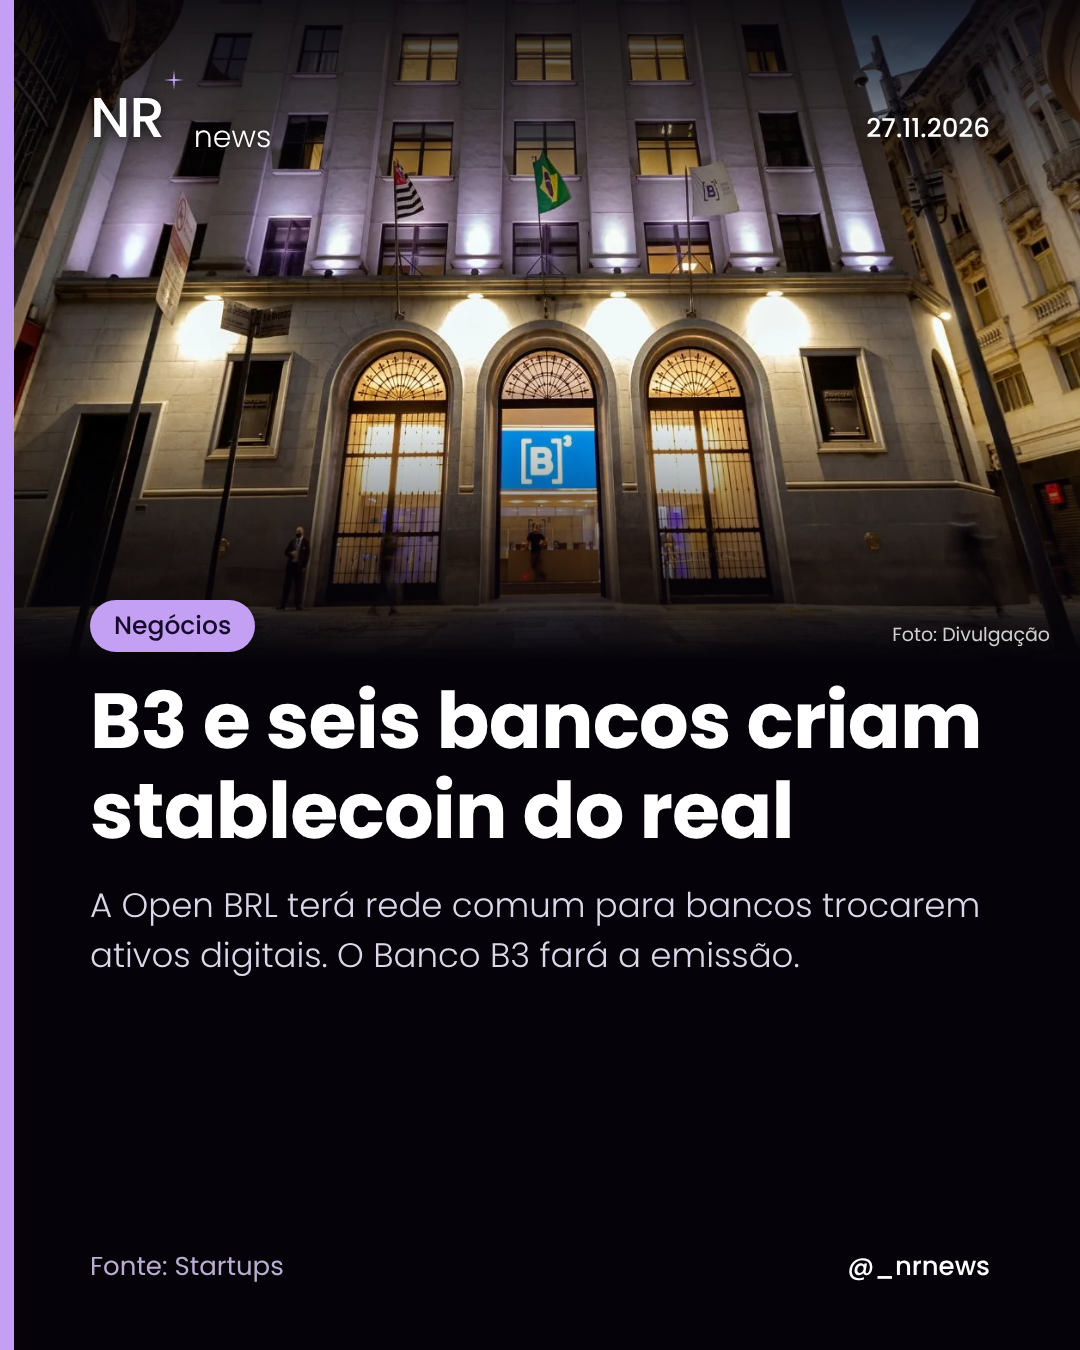 NR
news
27.11.2026
[B]³
[B]³
Negócios
Foto: Divulgação
B3 e seis bancos criam
stablecoin do real
A Open BRL terá rede comum para bancos trocarem
ativos digitais. O Banco B3 fará a emissão.
Fonte: Startups
@_nrnews